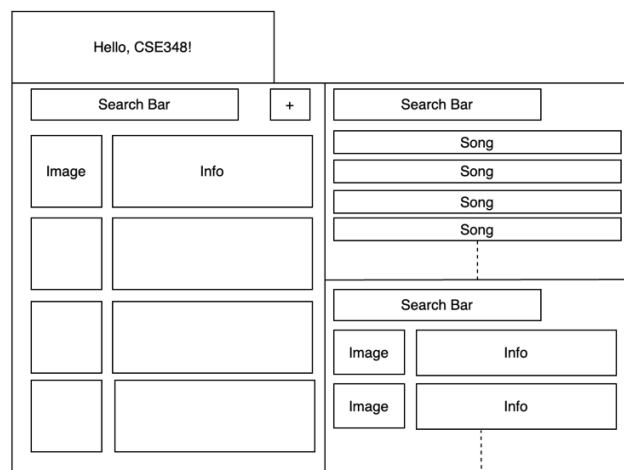 Hello, CSE348!
Search Bar
+
Image
Info
Search Bar
Song
Song
Song
Song
Search Bar
Image
Info
Image
Info